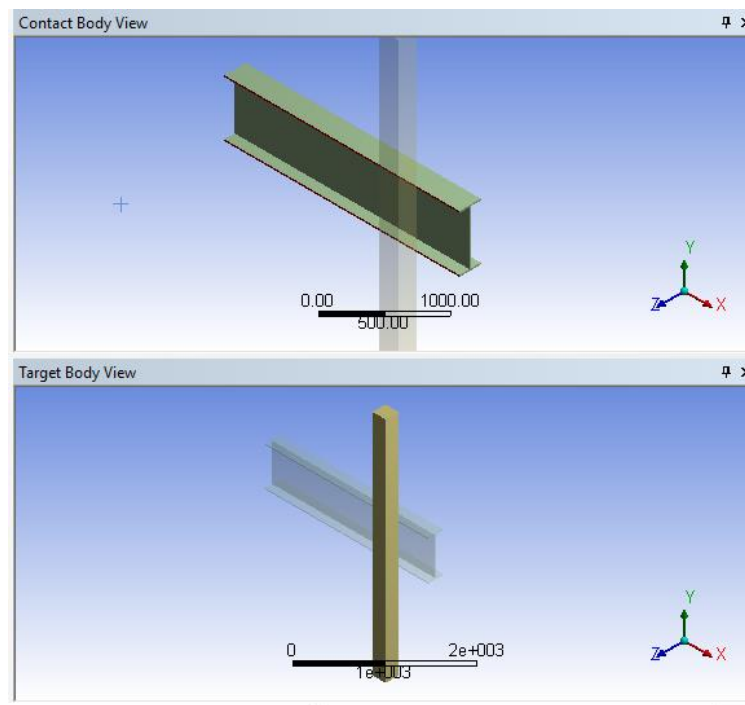 Contact Body View
Y
Z X
0.00 1000.00
500.00
Target Body View
Y
Z X
0 2e+003
1e+003